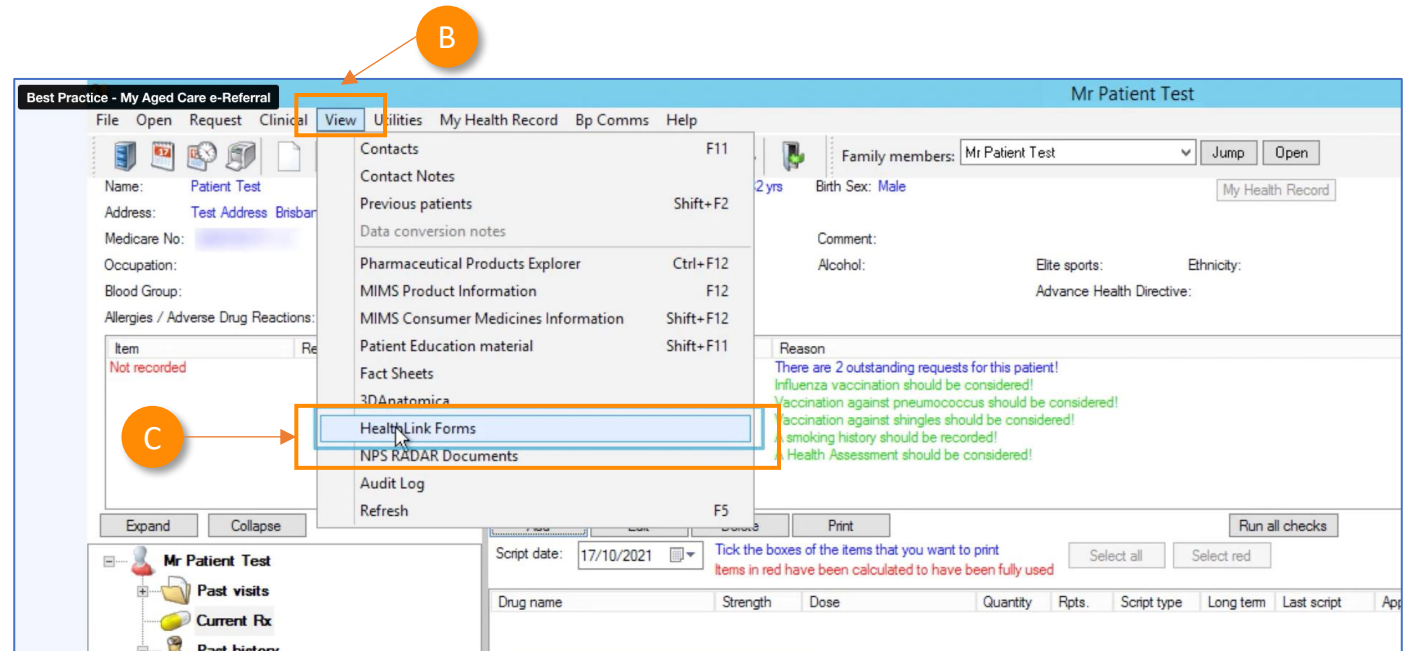 B
Best Practice - My Aged Care e-Referral
Mr Patient Test
File Open Request Clinical View Utilities My Health Record Bp Comms Help
Family members: Mr Patient Test Jump Open
Name: Patient Test
2 yrs Birth Sex: Male
My Health Record
Address: Test Address Brisban
Medicare No:
Comment:
Occupation:
Alcohol: Elite sports: Ethnicity:
Blood Group:
Advance Health Directive:
Allergies / Adverse Drug Reactions:
Contacts F11
Contact Notes
Previous patients Shift+F2
Data conversion notes
Pharmaceutical Products Explorer Ctrl+F12
MIMS Product Information F12
MIMS Consumer Medicines Information Shift+F12
Patient Education material Shift+F11
Fact Sheets
3DAnatomica
HealthLink Forms
NPS RADAR Documents
Audit Log
Refresh F5
C
Item Re
Not recorded
Reason
There are 2 outstanding requests for this patient!
Influenza vaccination should be considered!
Vaccination against pneumococcus should be considered!
Vaccination against shingles should be considered!
A smoking history should be recorded!
A Health Assessment should be considered!
Expand Collapse
Add Edit Delete Print Run all checks
Script date: 17/10/2021
Tick the boxes of the items that you want to print
Items in red have been calculated to have been fully used
Select all Select red
Mr Patient Test
Past visits
Current Rx
Past history
Drug name Strength Dose Quantity Rpts. Script type Long term Last script App